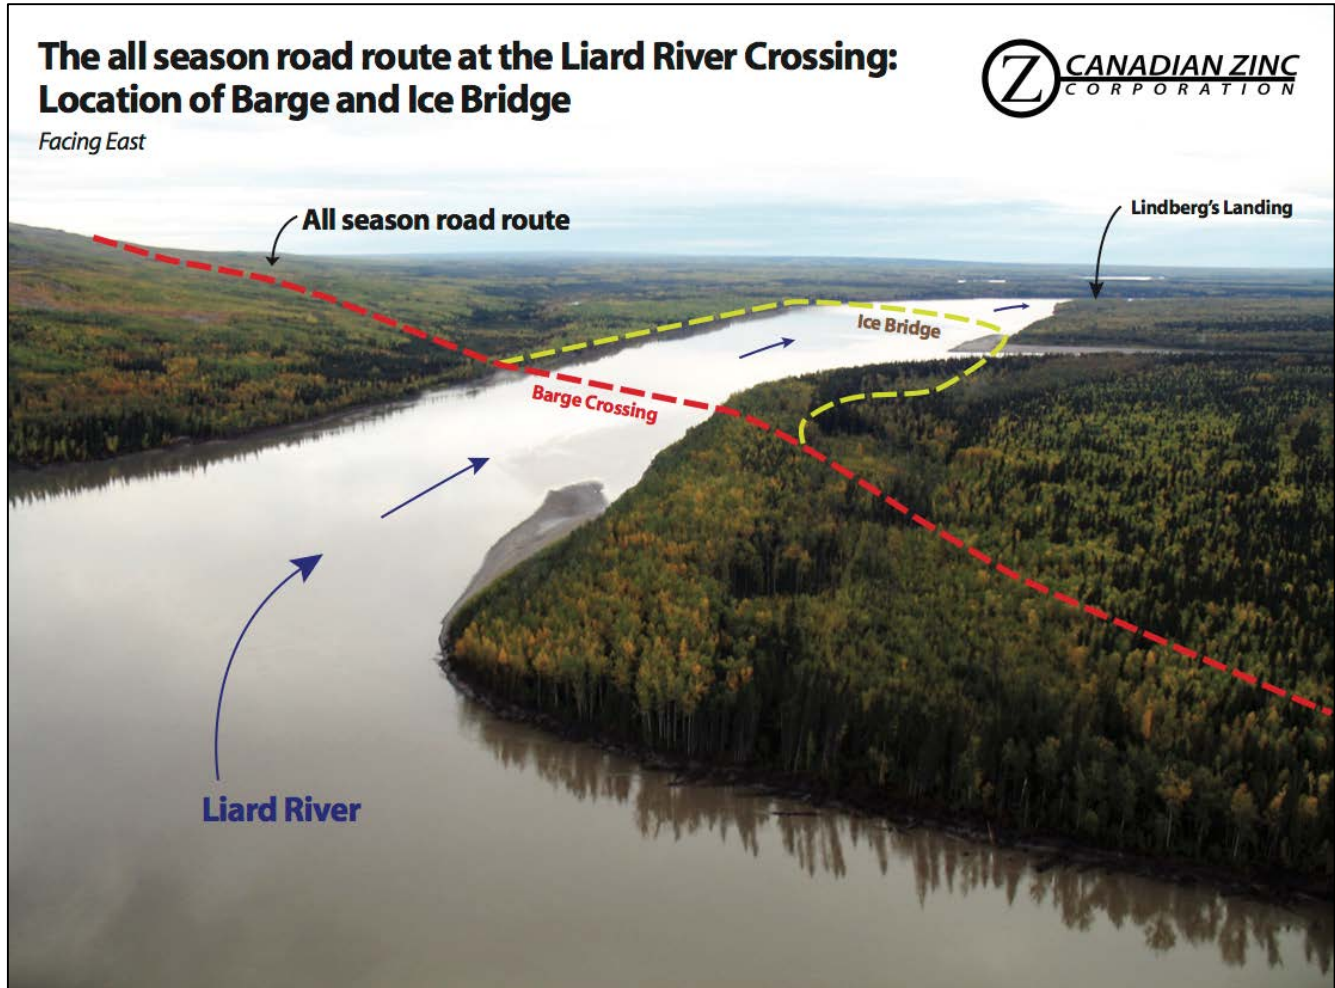 The all season road route at the Liard River Crossing:
Location of Barge and Ice Bridge
Facing East
Z CANADIAN ZINC
CORPORATION
All season road route
Lindberg's Landing
Ice Bridge
Barge Crossing
Liard River